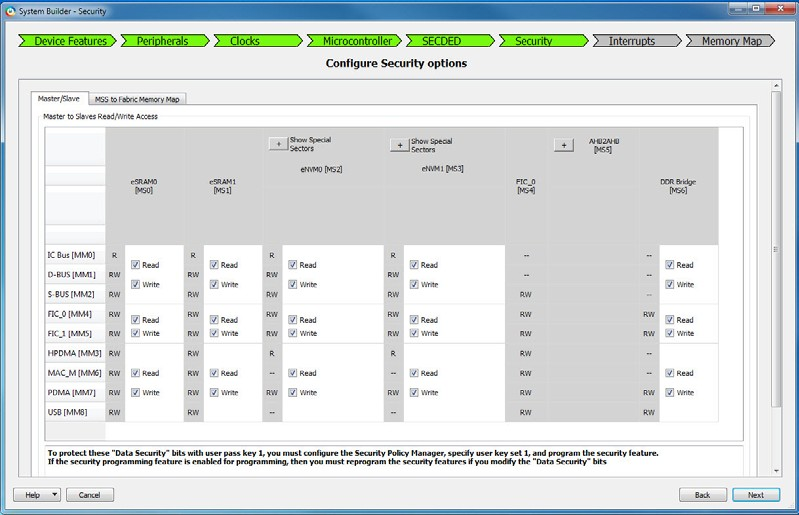 System Builder - Security
Device Features Peripherals Clocks Microcontroller SECDED Security Interrupts Memory Map
Configure Security options
Master/Slave MSS to Fabric Memory Map
Master to Slaves Read/Write Access
+ Show Special Sectors + Show Special Sectors + AHB2AHB [MS5]
eNVM0 [MS2] eNVM1 [MS3]
eSRAM0 [MS0] eSRAM1 [MS1] FIC_0 [MS4] DDR Bridge [MS6]
IC Bus [MM0] R R R R -- --
Read Read Read Read Read
D-BUS [MM1] RW RW RW RW -- RW
Write Write Write Write Write
S-BUS [MM2] RW RW RW RW RW --
FIC_0 [MM4] RW RW RW RW RW RW
Read Read Read Read Read
FIC_1 [MM5] RW RW RW RW RW RW
Write Write Write Write Write
HPDMA [MM3] RW RW R R RW --
MAC_M [MM6] RW RW -- -- RW --
Read Read Read Read Read
PDMA [MM7] RW RW RW RW RW RW
Write Write Write Write Write
USB [MM8] RW RW -- -- RW RW
To protect these "Data Security" bits with user pass key 1, you must configure the Security Policy Manager, specify user key set 1, and program the security feature.
If the security programming feature is enabled for programming, then you must reprogram the security features if you modify the "Data Security" bits
Help Cancel Back Next